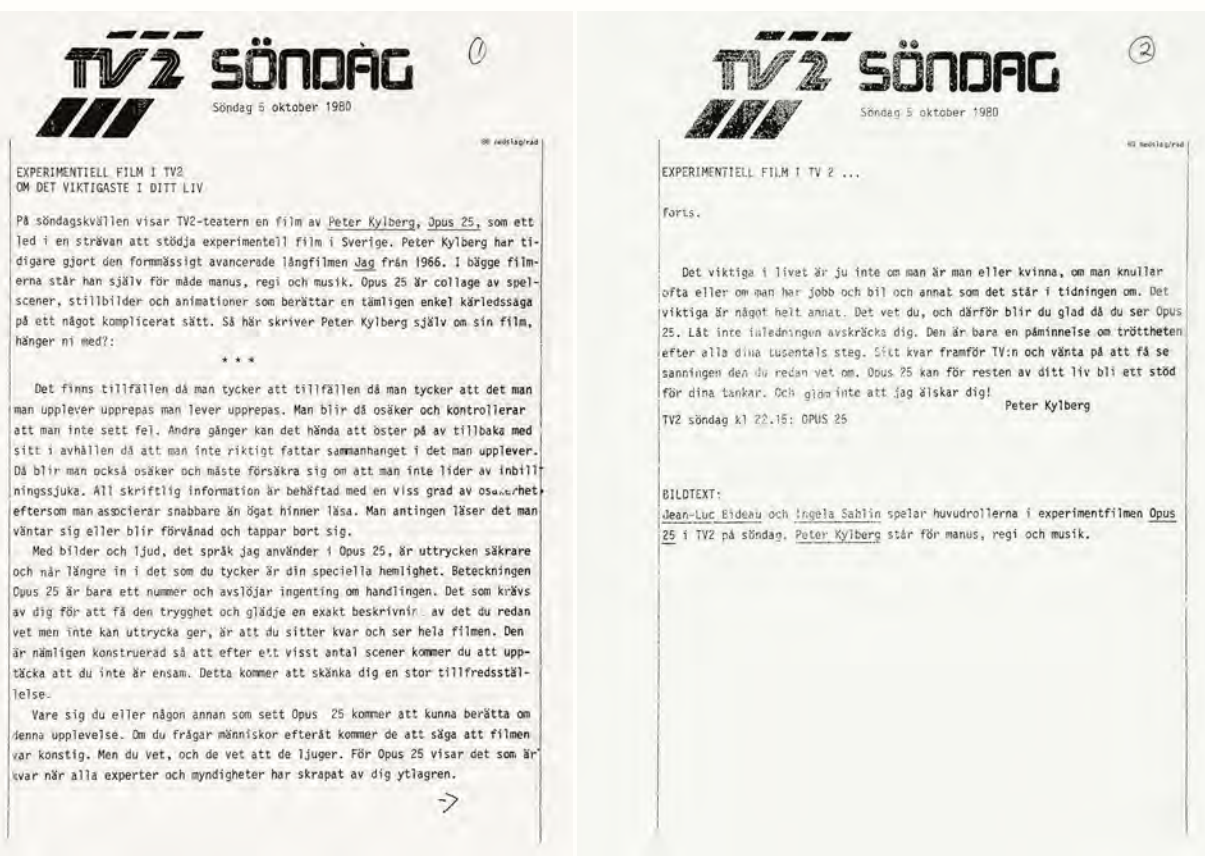 TV2 SÖNDAG
1
Söndag 5 oktober 1980
60 nedslag/rad
EXPERIMENTIELL FILM I TV2
OM DET VIKTIGASTE I DITT LIV
På söndagskvällen visar TV2-teatern en film av Peter Kylberg, Opus 25, som ett
led i en strävan att stödja experimentell film i Sverige. Peter Kylberg har ti-
digare gjort den formmässigt avancerade långfilmen Jag från 1966. I bägge film-
erna står han själv för måde manus, regi och musik. Opus 25 är collage av spel-
scener, stillbilder och animationer som berättar en tämligen enkel kärledssaga
på ett något komplicerat sätt. Så här skriver Peter Kylberg själv om sin film,
hänger ni med?:
* * *
Det finns tillfällen då man tycker att tillfällen då man tycker att det man
man upplever upprepas man lever upprepas. Man blir då osäker och kontrollerar
att man inte sett fel. Andra gånger kan det hända att öster på av tillbaka med
sitt i avhållen då att man inte riktigt fattar sammanhanget i det man upplever.
Då blir man också osäker och måste försäkra sig om att man inte lider av inbill-
ningssjuka. All skriftlig information är behäftad med en viss grad av osäkerhet
eftersom man associerar snabbare än ögat hinner läsa. Man antingen läser det man
väntar sig eller blir förvånad och tappar bort sig.
Med bilder och ljud, det språk jag använder i Opus 25, är uttrycken säkrare
och når längre in i det som du tycker är din speciella hemlighet. Beteckningen
Opus 25 är bara ett nummer och avslöjar ingenting om handlingen. Det som krävs
av dig för att få den trygghet och glädje en exakt beskrivning av det du redan
vet men inte kan uttrycka ger, är att du sitter kvar och ser hela filmen. Den
är nämligen konstruerad så att efter ett visst antal scener kommer du att upp-
täcka att du inte är ensam. Detta kommer att skänka dig en stor tillfredsstäl-
lelse.
Vare sig du eller någon annan som sett Opus 25 kommer att kunna berätta om
denna upplevelse. Om du frågar människor efteråt kommer de att säga att filmen
var konstig. Men du vet, och de vet att de ljuger. För Opus 25 visar det som är
kvar när alla experter och myndigheter har skrapat av dig ytlagren.
->
TV2 SÖNDAG
2
Söndag 5 oktober 1980
60 nedslag/rad
EXPERIMENTIELL FILM I TV 2 ...
forts.
Det viktiga i livet är ju inte om man är man eller kvinna, om man knullar
ofta eller om man har jobb och bil och annat som det står i tidningen om. Det
viktiga är något helt annat. Det vet du, och därför blir du glad då du ser Opus
25. Låt inte inledningen avskräcka dig. Den är bara en påminnelse om tröttheten
efter alla dina tusentals steg. Sitt kvar framför TV:n och vänta på att få se
sanningen den du redan vet om. Opus 25 kan för resten av ditt liv bli ett stöd
för dina tankar. Och glöm inte att jag älskar dig!
Peter Kylberg
TV2 söndag kl 22.15: OPUS 25
BILDTEXT:
Jean-Luc Bideau och Ingela Sahlin spelar huvudrollerna i experimentfilmen Opus
25 i TV2 på söndag. Peter Kylberg står för manus, regi och musik.